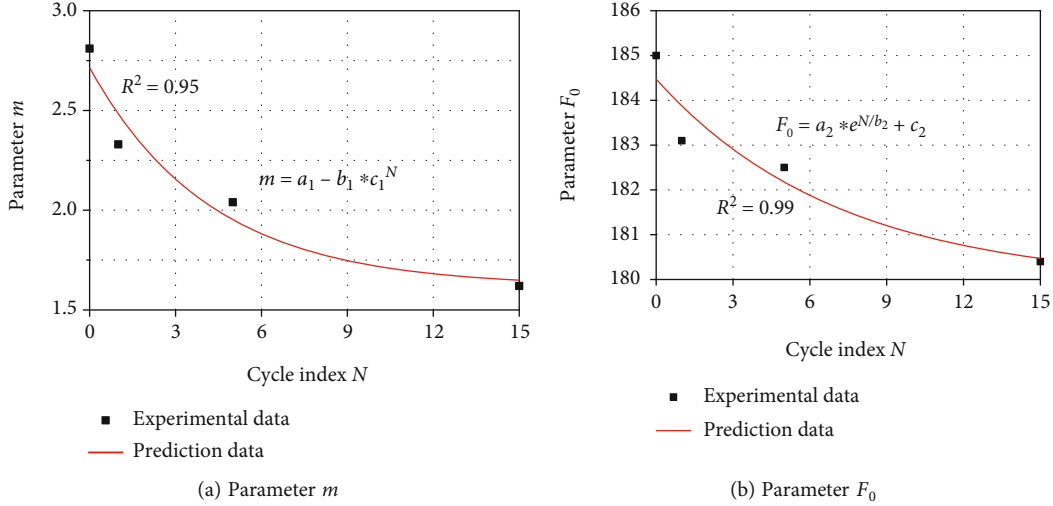 3.0
2.5
2.0
1.5
Parameter m
R² = 0.95
m = a₁ – b₁ *c₁ᴺ
0 3 6 9 12 15
Cycle index N
Experimental data
Prediction data
(a) Parameter m
186
185
184
183
182
181
180
Parameter F₀
F₀ = a₂ *e^{N/b₂} + c₂
R² = 0.99
0 3 6 9 12 15
Cycle index N
Experimental data
Prediction data
(b) Parameter F₀